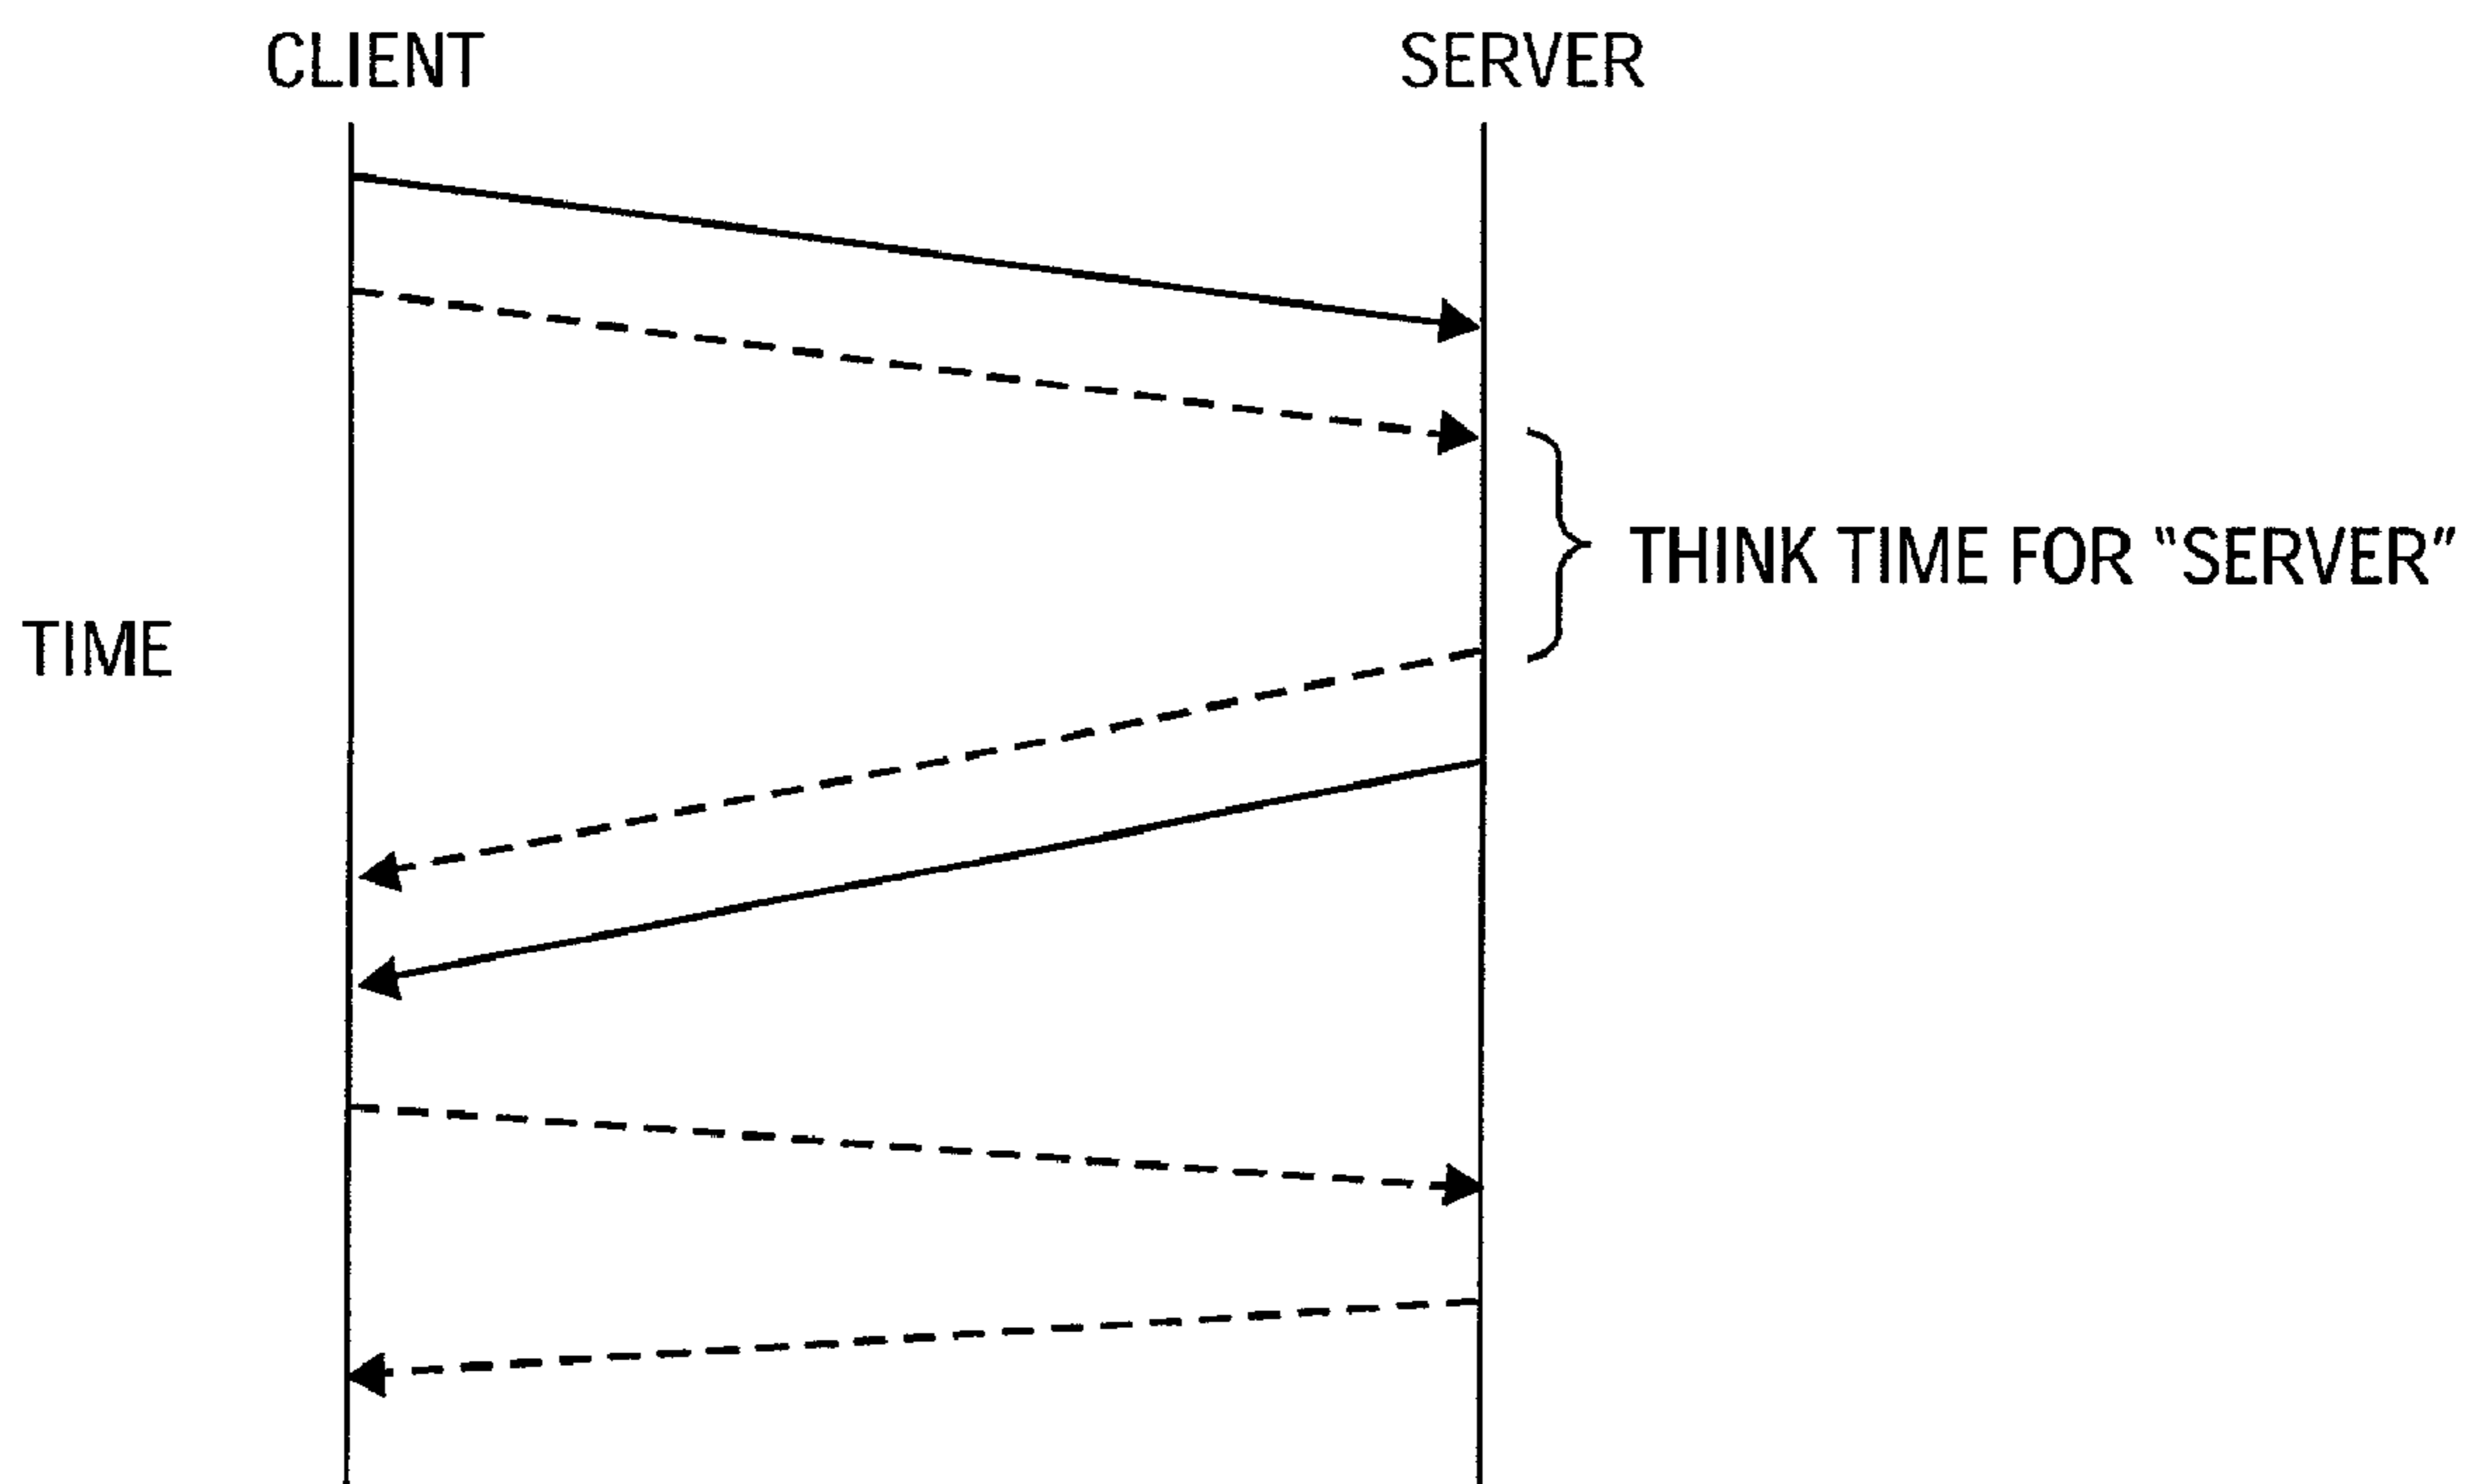 CLIENT
SERVER
THINK TIME FOR “SERVER”
TIME